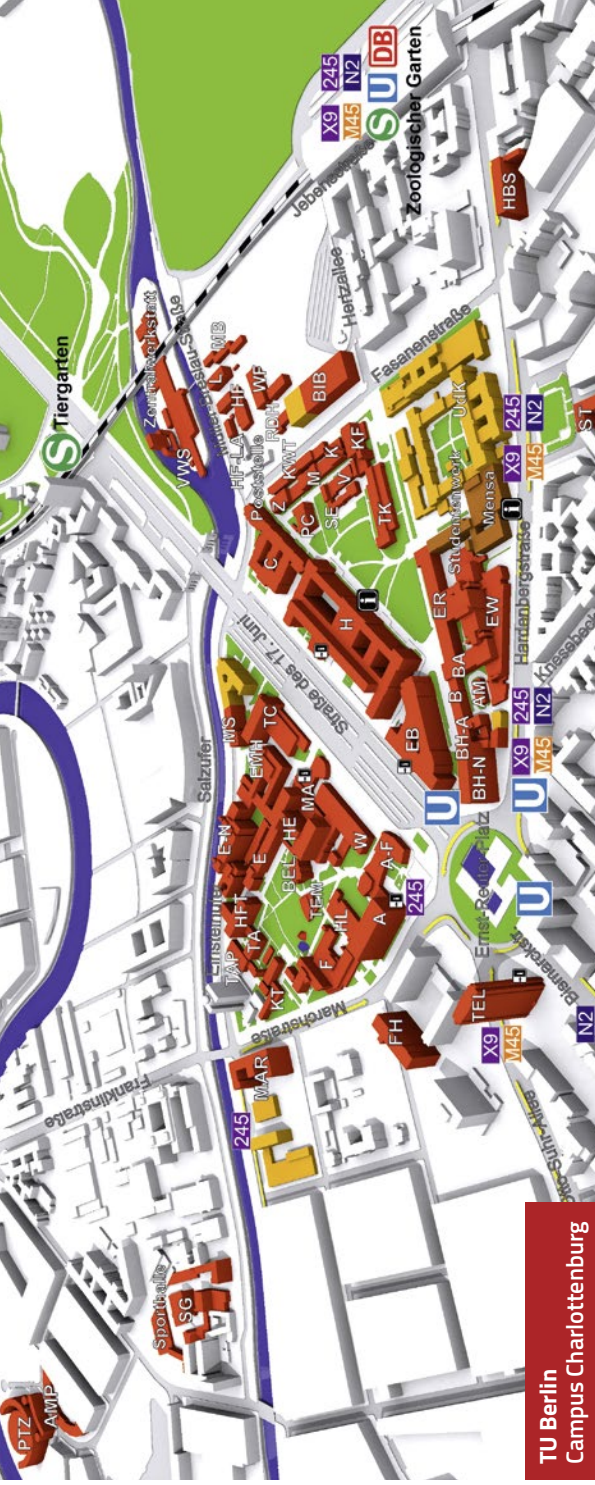 TU Berlin
Campus Charlottenburg
PTZ
AMP
Sporthalle
SG
Franklinstraße
Salzufer
245
MAR
Marchstraße
FH
X9
M45
TEL
N2
Bismarckstr.
KT
TAP
TA
HFT
F
HL
TEM
A
A-F
245
Ernst-Reuter-Platz
U
U
U
E-N
E
BEL
HE
MA
W
EMH
MS
TC
Straße des 17. Juni
EB
BH-N
BH-A
B
BA
AM
X9
245
M45
N2
H
i
C
ER
EW
Hardenbergstraße
Studentenwerk
Mensa
i
X9
245
M45
N2
UdK
ST
Poststelle
Z
PC
SE
TK
KWT
M
V
K
KF
RDH
BIB
Fasanenstraße
HF-LA
HF
L
MB
WF
VWS
Zentralwerkstatt
S
Tiergarten
Hertzallee
Jebensstraße
HBS
X9
245
M45
N2
S
U
DB
Zoologischer Garten